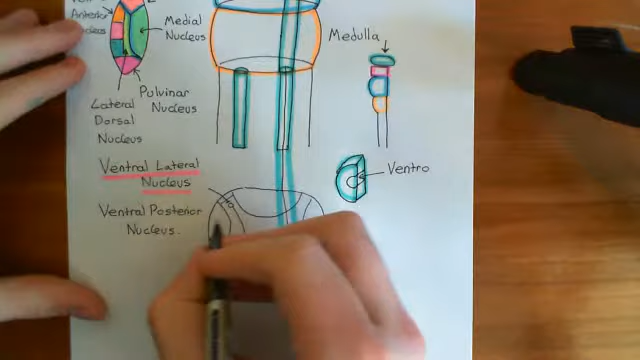 Anterior
Medial
Nucleus
Medulla
Pulvinar
Nucleus
Lateral
Dorsal
Nucleus
Ventral Lateral
Nucleus
Ventro
Ventral Posterior
Nucleus.